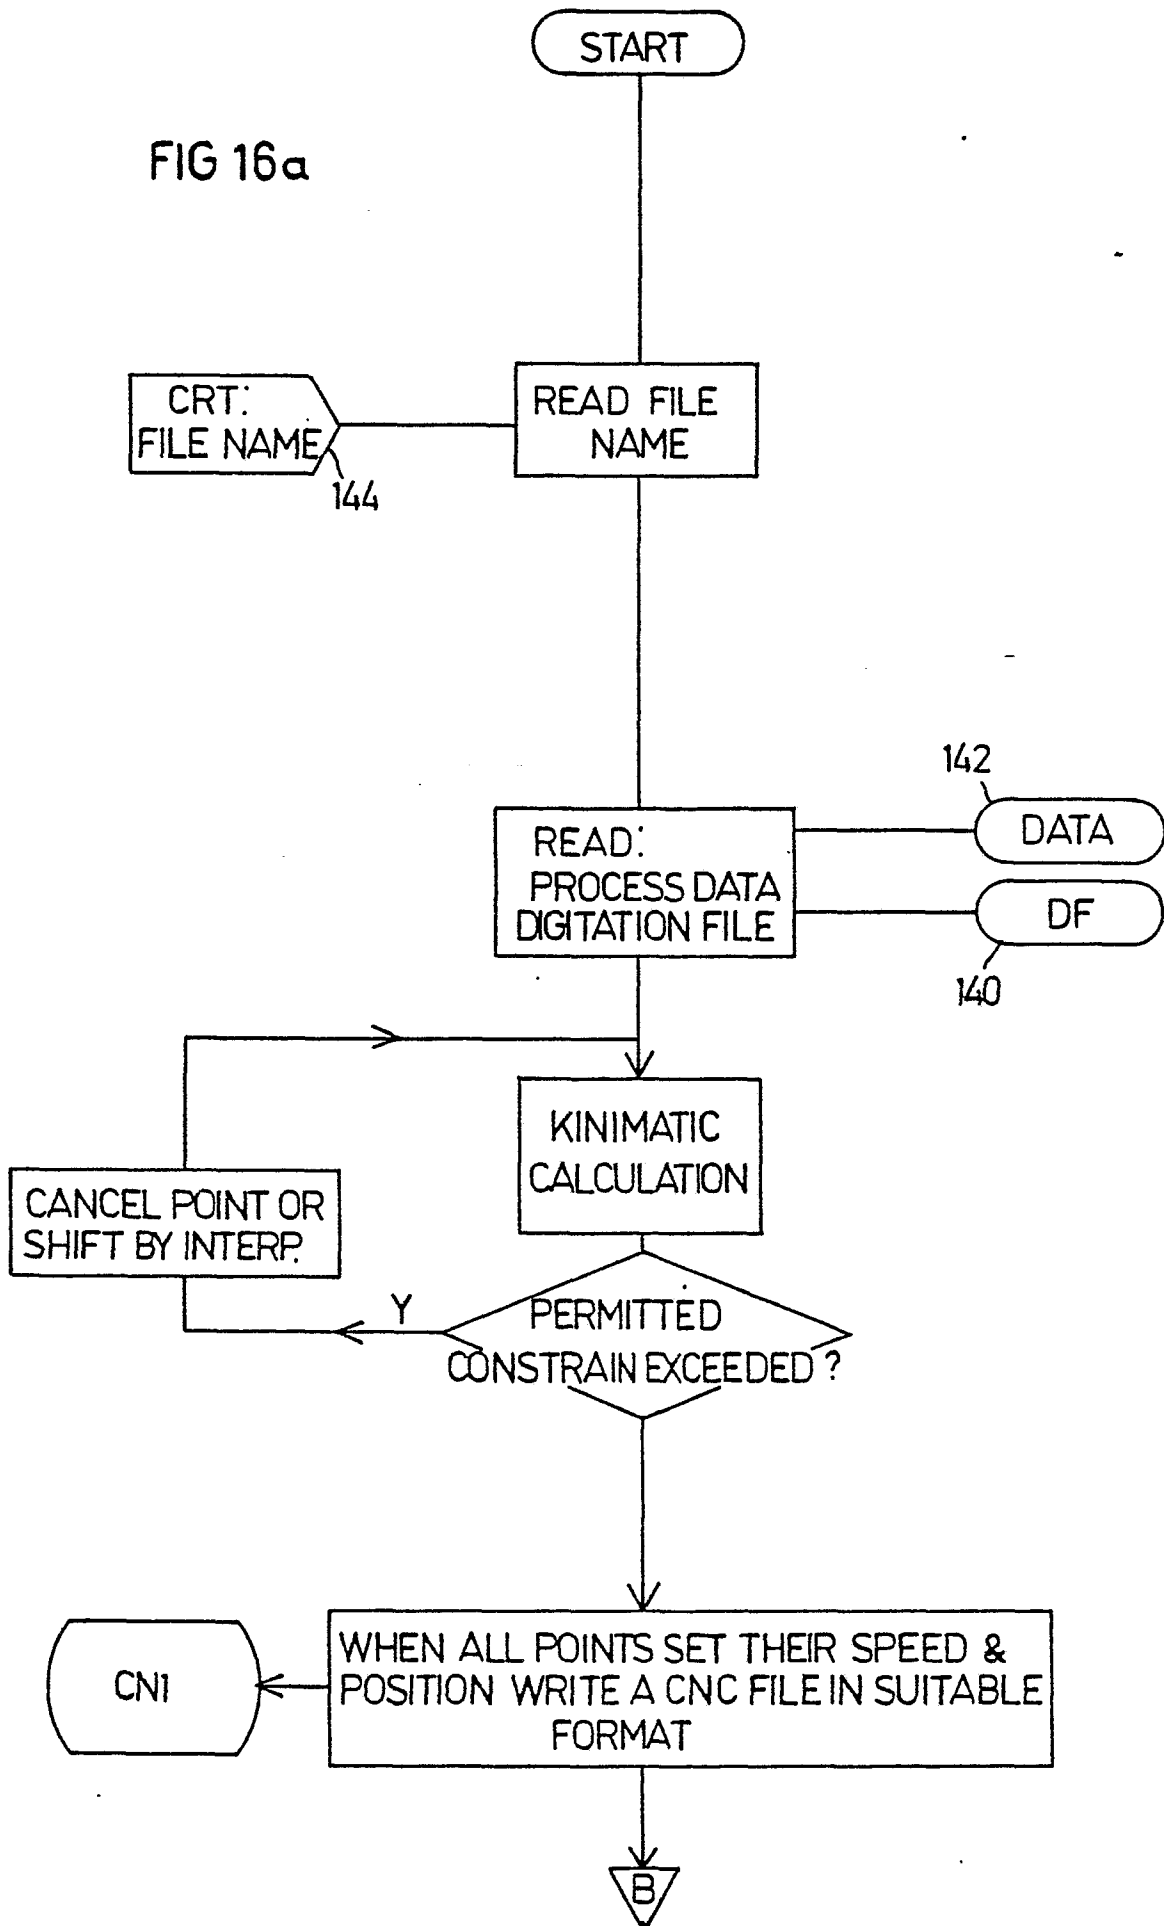 START
FIG 16a
CRT:
FILE NAME
144
READ FILE
NAME
142
READ:
PROCESS DATA
DIGITATION FILE
DATA
DF
140
KINIMATIC
CALCULATION
CANCEL POINT OR
SHIFT BY INTERP.
Y
PERMITTED
CONSTRAIN EXCEEDED ?
WHEN ALL POINTS SET THEIR SPEED &
POSITION WRITE A CNC FILE IN SUITABLE
FORMAT
CN1
B